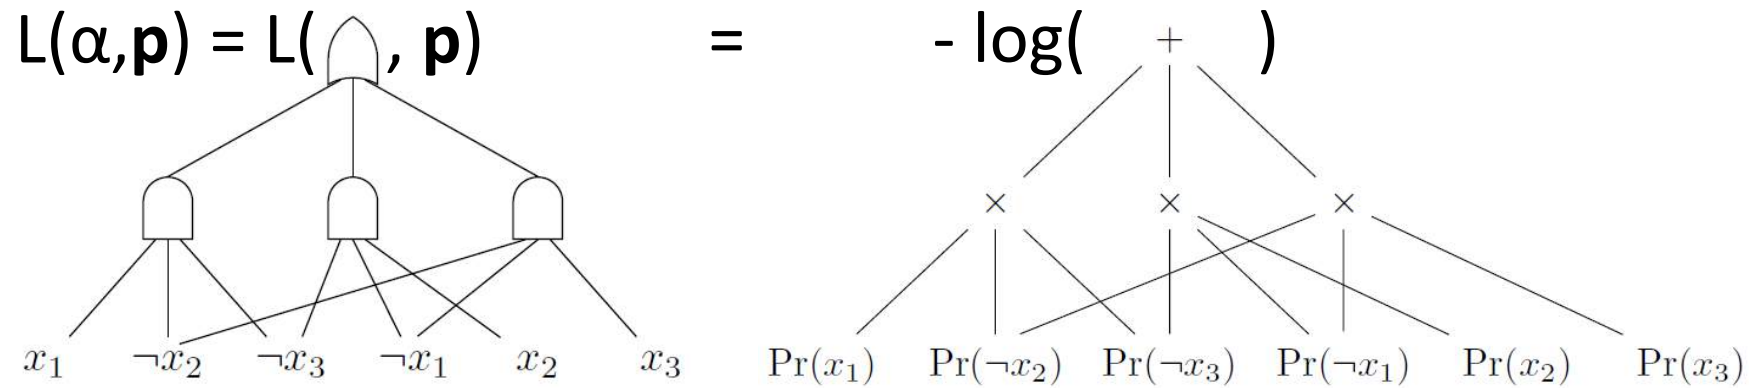 L(α,p) = L( , p) = - log( + )
× × ×
x₁ ¬x₂ ¬x₃ ¬x₁ x₂ x₃ Pr(x₁) Pr(¬x₂) Pr(¬x₃) Pr(¬x₁) Pr(x₂) Pr(x₃)